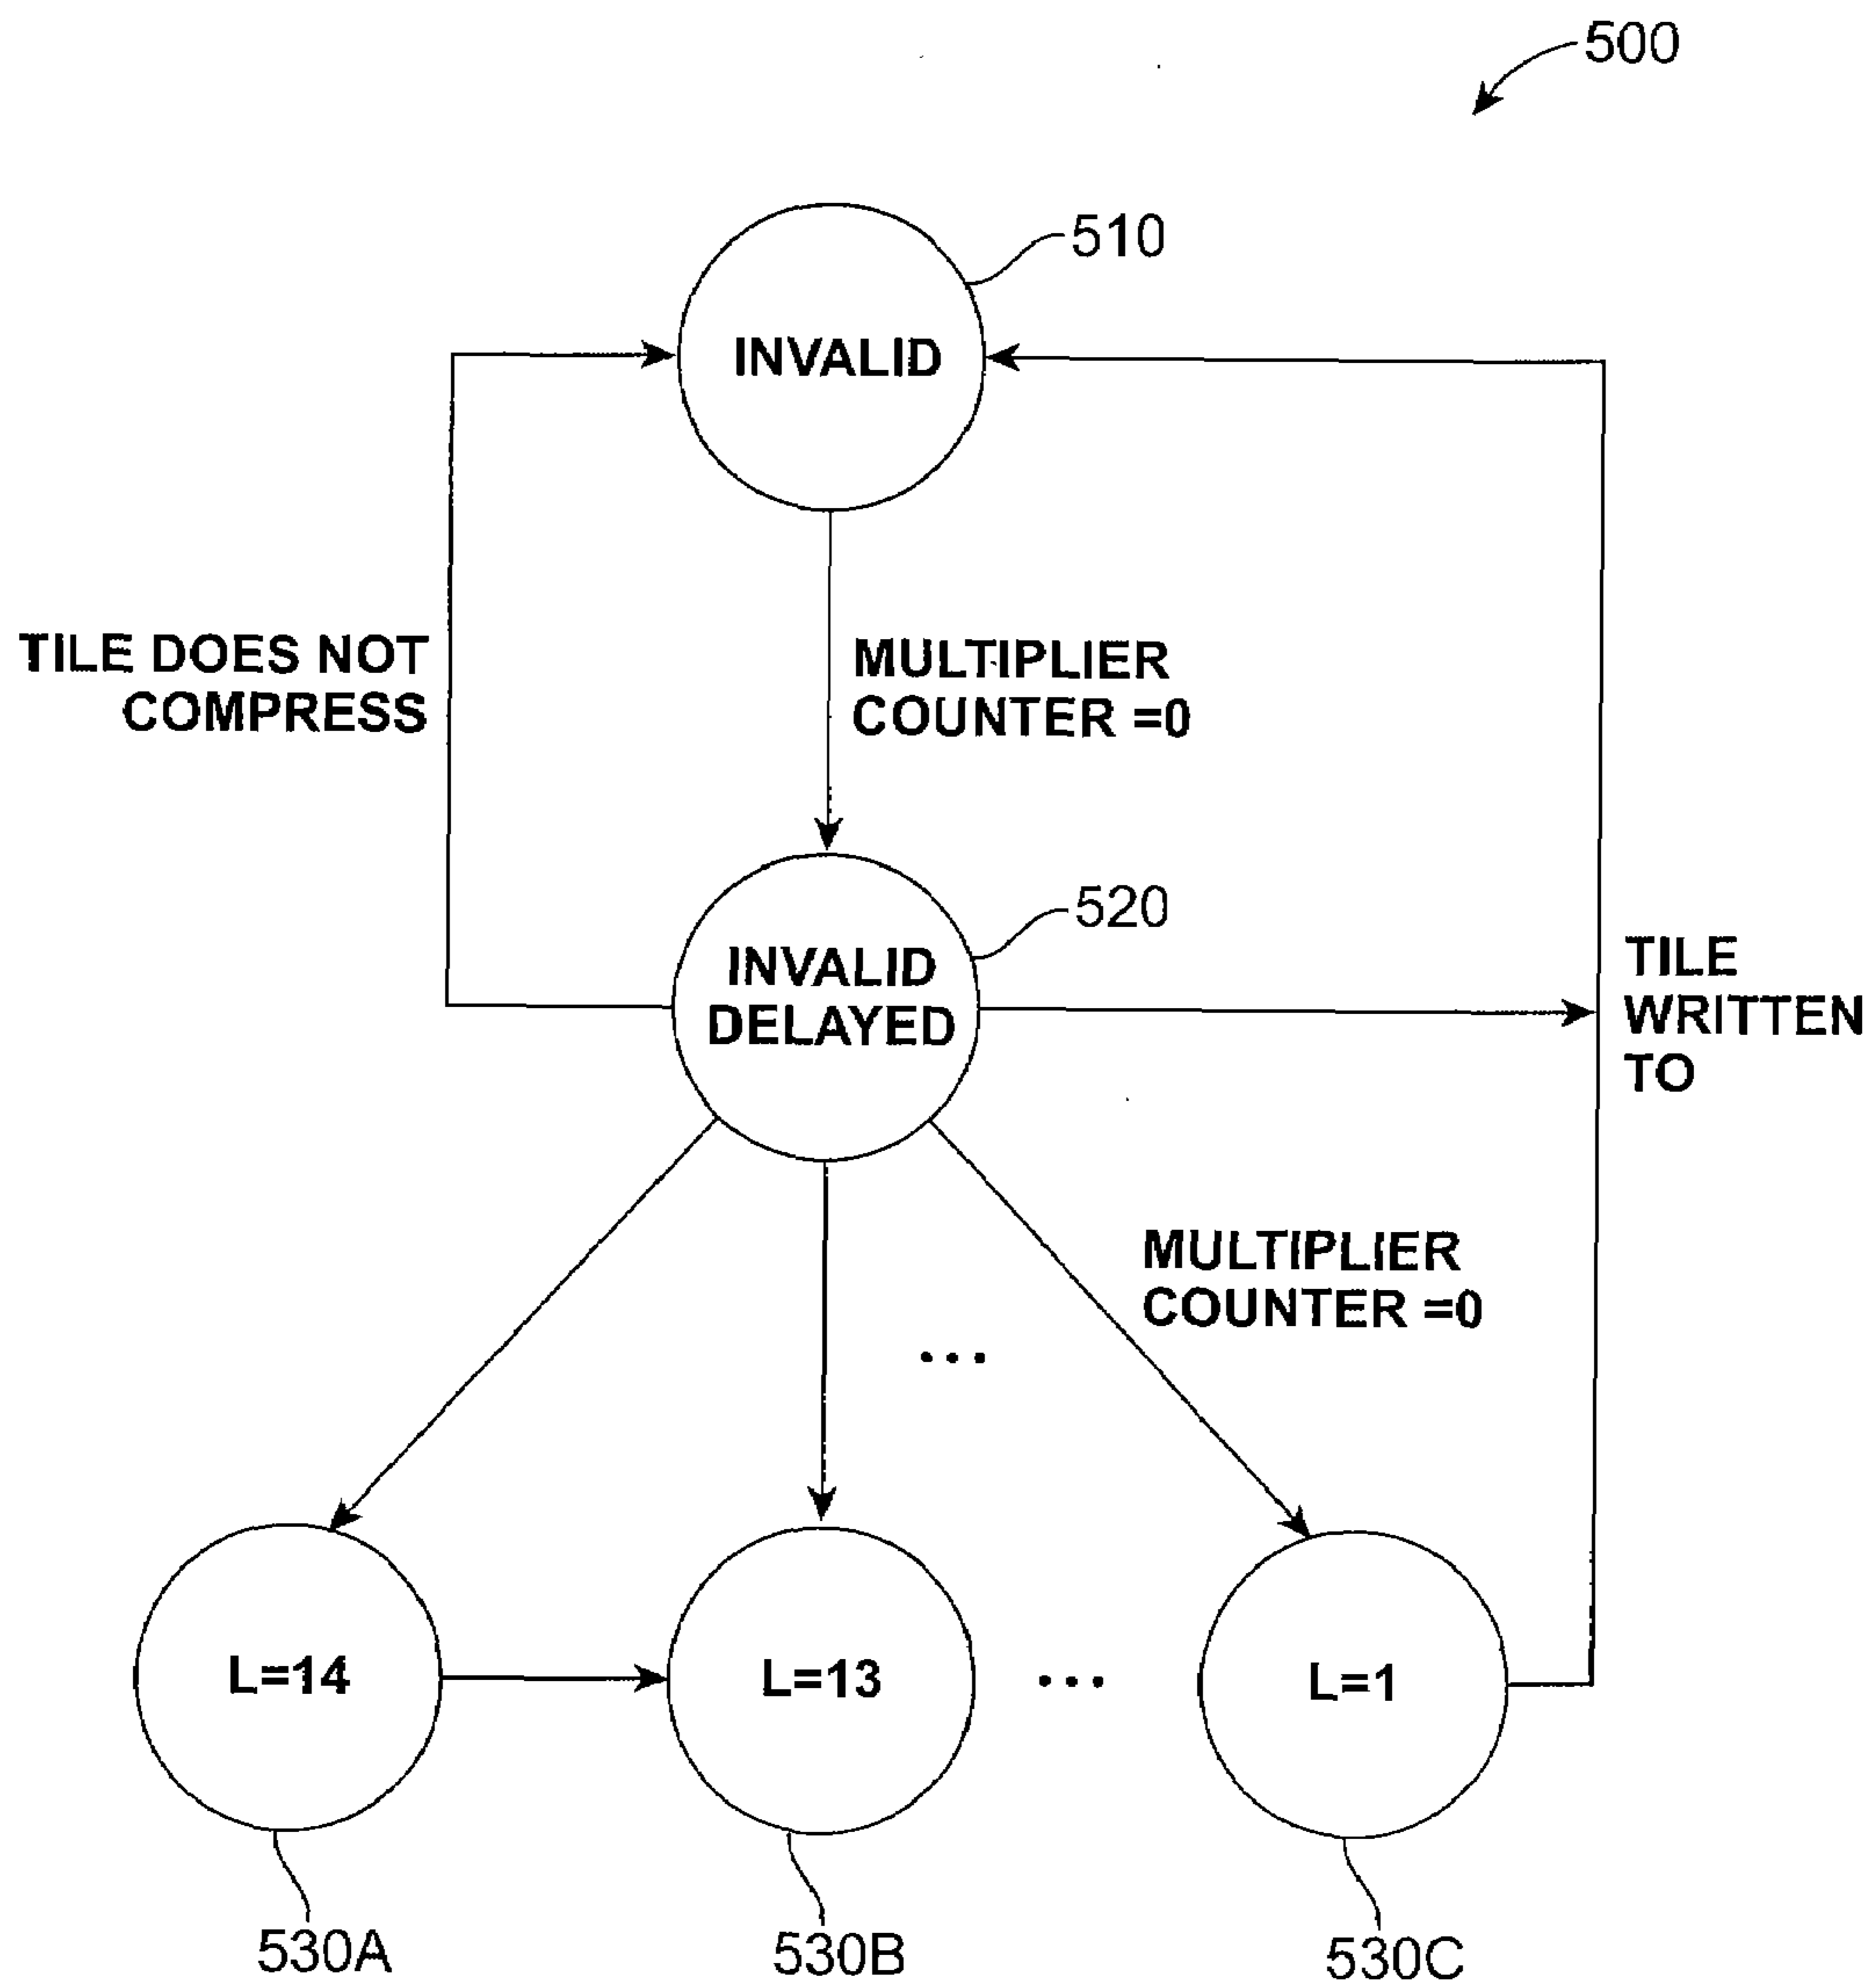 500
510
INVALID
TILE DOES NOT
COMPRESS
MULTIPLIER
COUNTER =0
520
INVALID
DELAYED
TILE
WRITTEN
TO
MULTIPLIER
COUNTER =0
...
L=14
L=13
...
L=1
530A
530B
530C